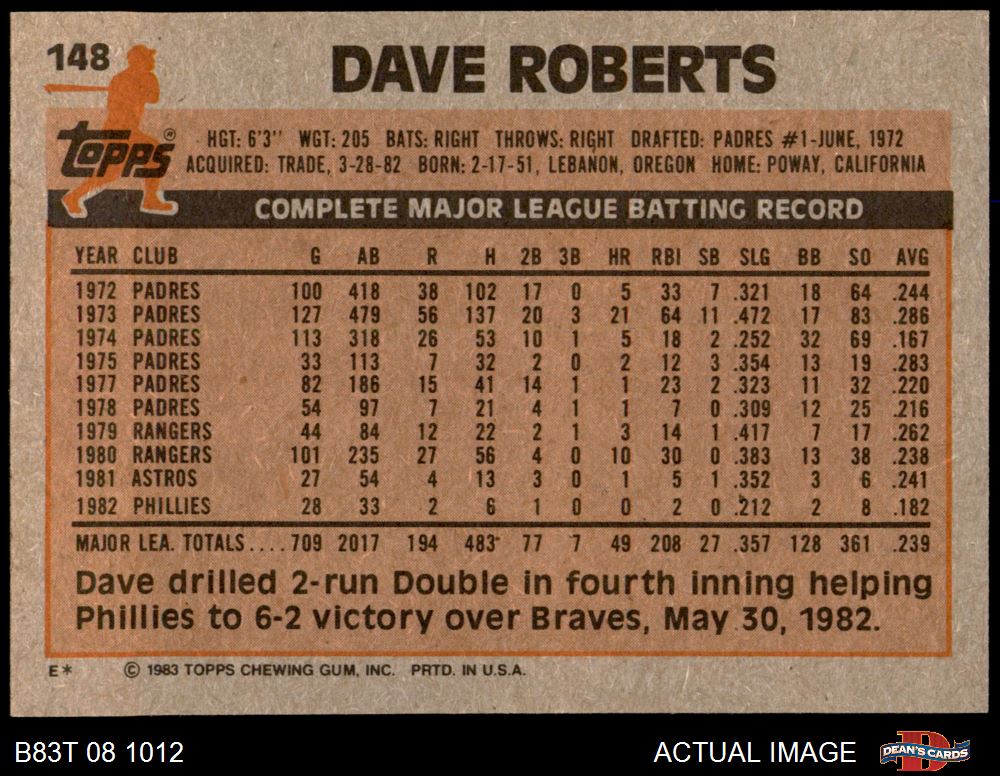 148
DAVE ROBERTS
Topps®
HGT: 6'3" WGT: 205 BATS: RIGHT THROWS: RIGHT DRAFTED: PADRES #1-JUNE, 1972
ACQUIRED: TRADE, 3-28-82 BORN: 2-17-51, LEBANON, OREGON HOME: POWAY, CALIFORNIA
COMPLETE MAJOR LEAGUE BATTING RECORD
YEAR CLUB G AB R H 2B 3B HR RBI SB SLG BB SO AVG
1972 PADRES 100 418 38 102 17 0 5 33 7 .321 18 64 .244
1973 PADRES 127 479 56 137 20 3 21 64 11 .472 17 83 .286
1974 PADRES 113 318 26 53 10 1 5 18 2 .252 32 69 .167
1975 PADRES 33 113 7 32 2 0 2 12 3 .354 13 19 .283
1977 PADRES 82 186 15 41 14 1 1 23 2 .323 11 32 .220
1978 PADRES 54 97 7 21 4 1 1 7 0 .309 12 25 .216
1979 RANGERS 44 84 12 22 2 1 3 14 1 .417 7 17 .262
1980 RANGERS 101 235 27 56 4 0 10 30 0 .383 13 38 .238
1981 ASTROS 27 54 4 13 3 0 1 5 1 .352 3 6 .241
1982 PHILLIES 28 33 2 6 1 0 0 2 0 .212 2 8 .182
MAJOR LEA. TOTALS.... 709 2017 194 483 77 7 49 208 27 .357 128 361 .239
Dave drilled 2-run Double in fourth inning helping
Phillies to 6-2 victory over Braves, May 30, 1982.
E* © 1983 TOPPS CHEWING GUM, INC. PRTD. IN U.S.A.
B83T 08 1012 ACTUAL IMAGE DEAN'S CARDS